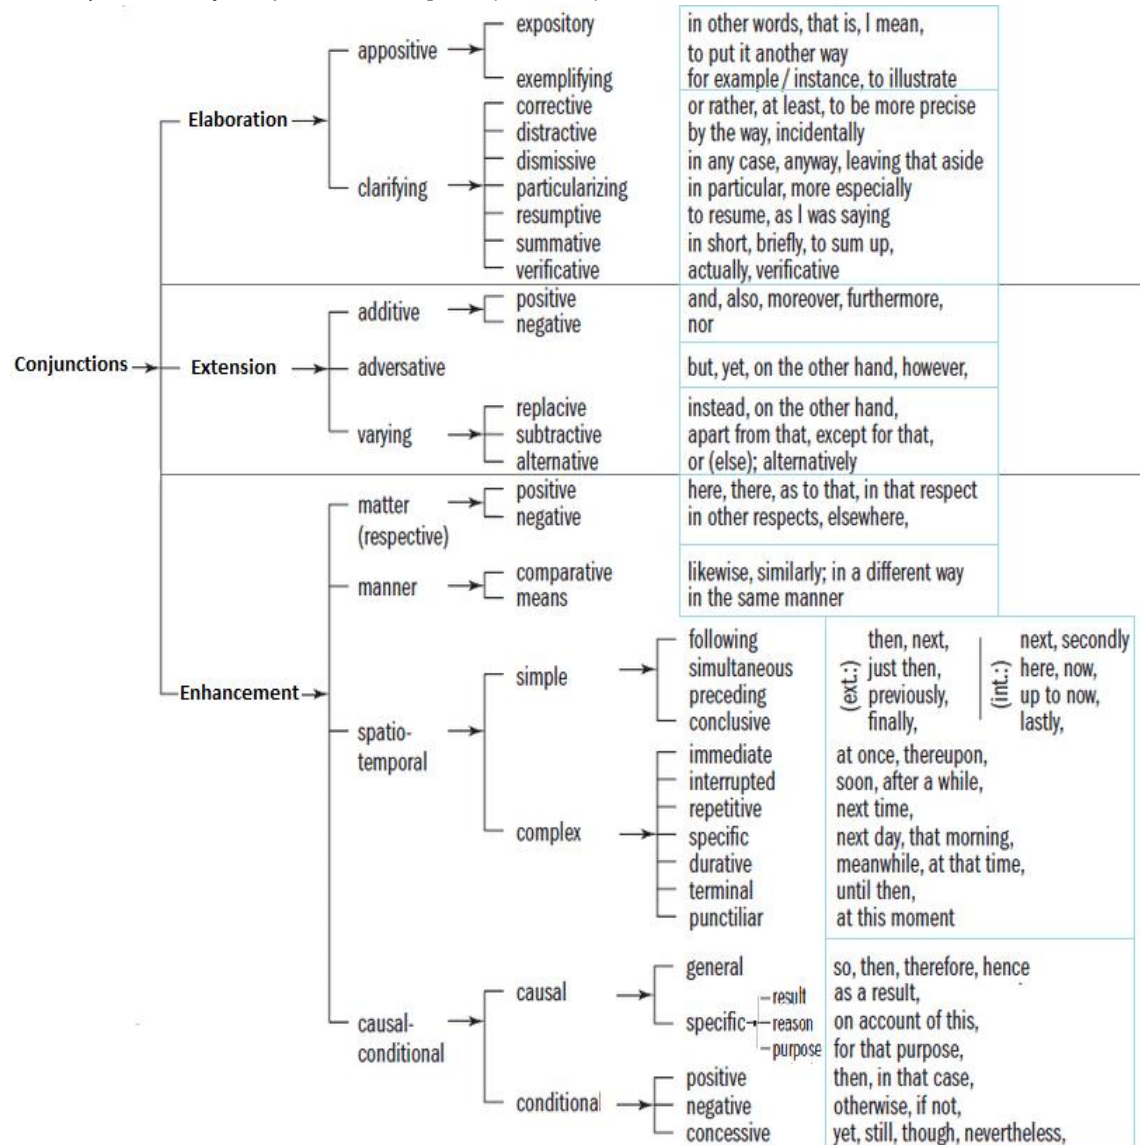 expository in other words, that is, I mean,
appositive to put it another way
exemplifying for example / instance, to illustrate
corrective or rather, at least, to be more precise
Elaboration
distractive by the way, incidentally
dismissive in any case, anyway, leaving that aside
clarifying particularizing in particular, more especially
resumptive to resume, as I was saying
summative in short, briefly, to sum up,
verificative actually, verificative
positive and, also, moreover, furthermore,
additive
negative nor
Conjunctions Extension adversative but, yet, on the other hand, however,
replacive instead, on the other hand,
varying subtractive apart from that, except for that,
alternative or (else); alternatively
positive here, there, as to that, in that respect
matter
negative in other respects, elsewhere,
(respective)
comparative likewise, similarly; in a different way
manner
means in the same manner
following then, next, next, secondly
simple simultaneous (ext.:) just then, (int.:) here, now,
Enhancement preceding previously, up to now,
conclusive finally, lastly,
spatio-
temporal immediate at once, thereupon,
interrupted soon, after a while,
repetitive next time,
complex specific next day, that morning,
durative meanwhile, at that time,
terminal until then,
punctiliar at this moment
general so, then, therefore, hence
causal result as a result,
causal- specific reason on account of this,
conditional purpose for that purpose,
positive then, in that case,
conditional negative otherwise, if not,
concessive yet, still, though, nevertheless,